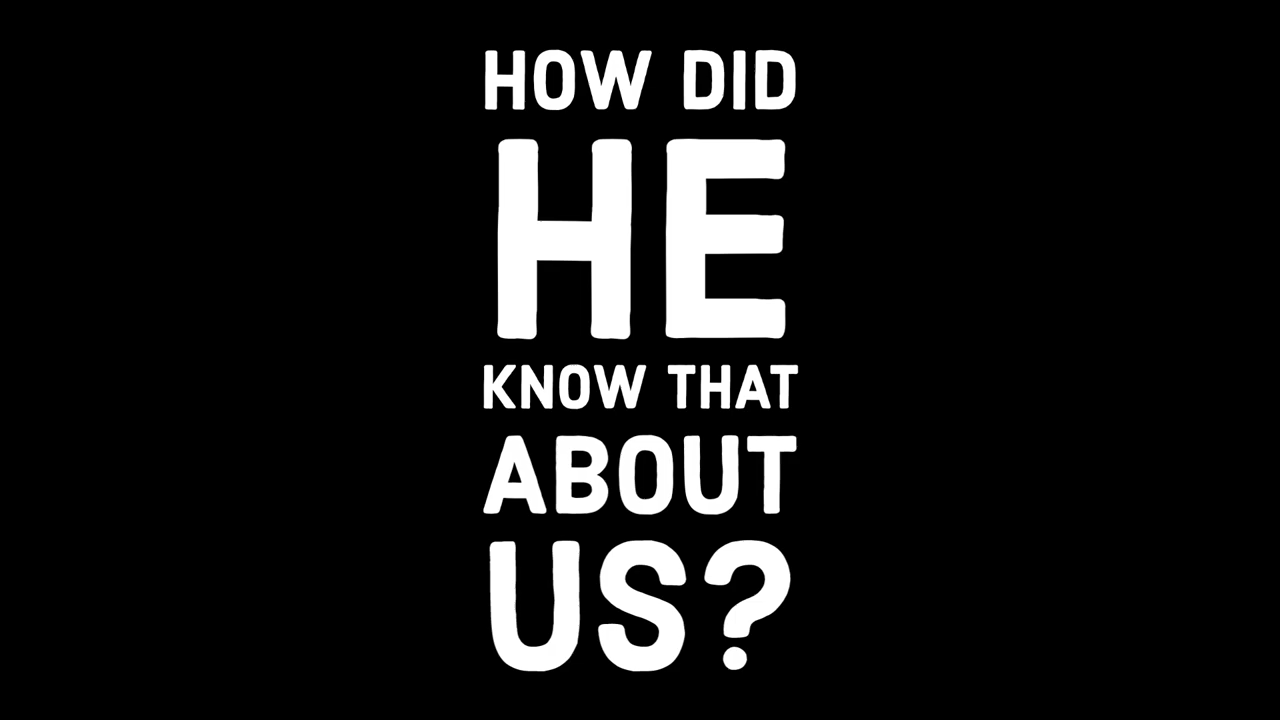 HOW DID
HE
KNOW THAT
ABOUT
US?